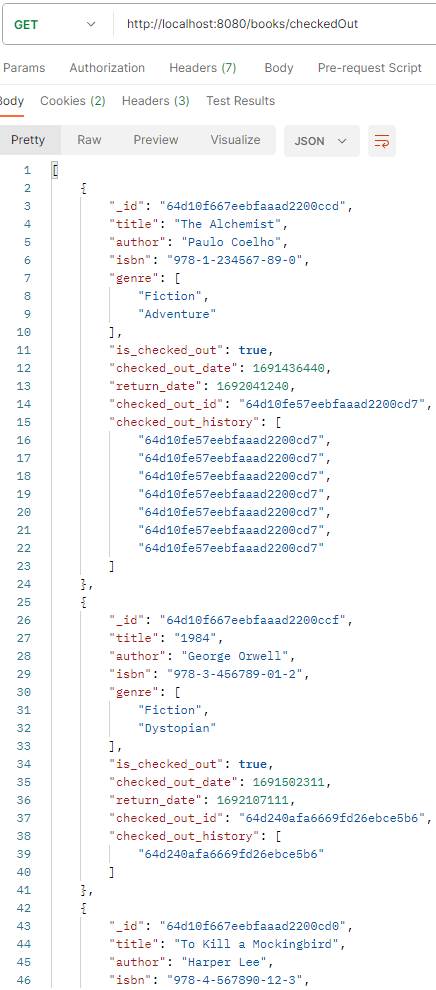 GET http://localhost:8080/books/checkedOut
Params Authorization Headers (7) Body Pre-request Script
Body Cookies (2) Headers (3) Test Results
Pretty Raw Preview Visualize JSON
1 [
2 {
3 "_id": "64d10f667eebfaaad2200ccd",
4 "title": "The Alchemist",
5 "author": "Paulo Coelho",
6 "isbn": "978-1-234567-89-0",
7 "genre": [
8 "Fiction",
9 "Adventure"
10 ],
11 "is_checked_out": true,
12 "checked_out_date": 1691436440,
13 "return_date": 1692041240,
14 "checked_out_id": "64d10fe57eebfaaad2200cd7",
15 "checked_out_history": [
16 "64d10fe57eebfaaad2200cd7",
17 "64d10fe57eebfaaad2200cd7",
18 "64d10fe57eebfaaad2200cd7",
19 "64d10fe57eebfaaad2200cd7",
20 "64d10fe57eebfaaad2200cd7",
21 "64d10fe57eebfaaad2200cd7",
22 "64d10fe57eebfaaad2200cd7"
23 ]
24 },
25 {
26 "_id": "64d10f667eebfaaad2200ccf",
27 "title": "1984",
28 "author": "George Orwell",
29 "isbn": "978-3-456789-01-2",
30 "genre": [
31 "Fiction",
32 "Dystopian"
33 ],
34 "is_checked_out": true,
35 "checked_out_date": 1691502311,
36 "return_date": 1692107111,
37 "checked_out_id": "64d240afa6669fd26ebce5b6",
38 "checked_out_history": [
39 "64d240afa6669fd26ebce5b6"
40 ]
41 },
42 {
43 "_id": "64d10f667eebfaaad2200cd0",
44 "title": "To Kill a Mockingbird",
45 "author": "Harper Lee",
46 "isbn": "978-4-567890-12-3",